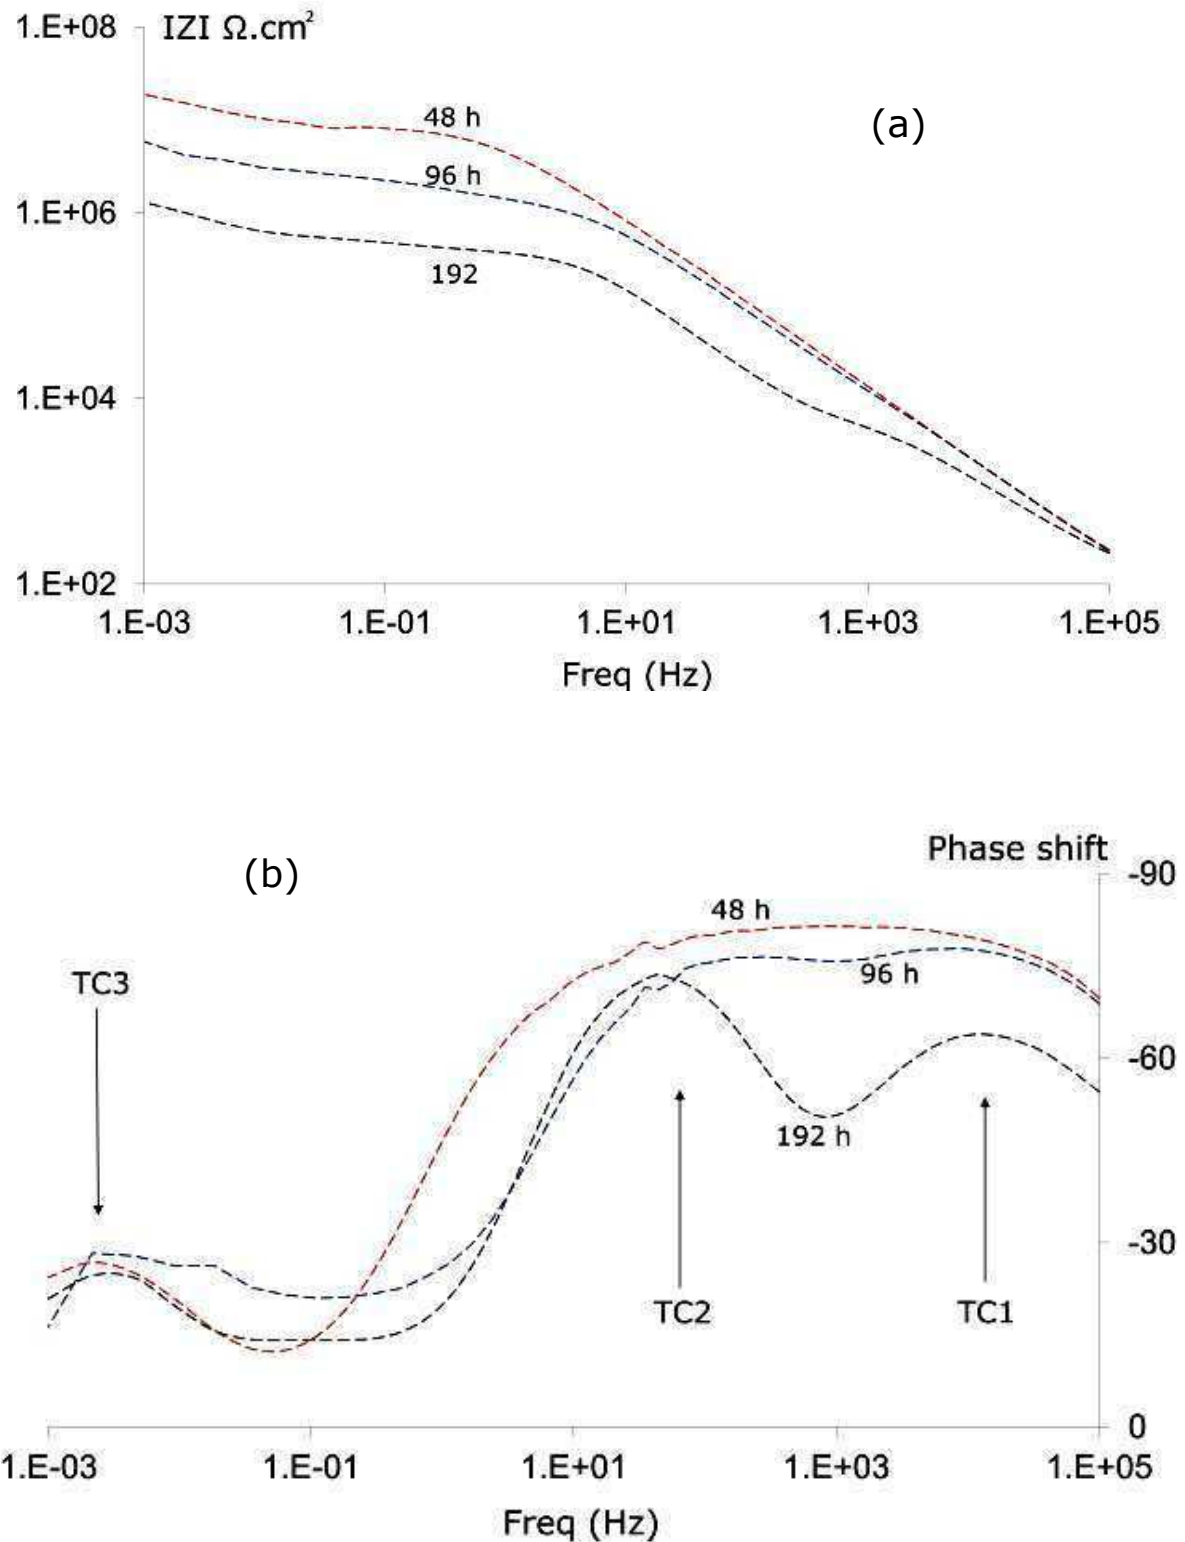 1.E+08
IZI Ω.cm²
(a)
48 h
96 h
1.E+06
192
1.E+04
1.E+02
1.E-03 1.E-01 1.E+01 1.E+03 1.E+05
Freq (Hz)
Phase shift
(b)
-90
48 h
96 h
TC3
-60
192 h
-30
TC2 TC1
0
1.E-03 1.E-01 1.E+01 1.E+03 1.E+05
Freq (Hz)